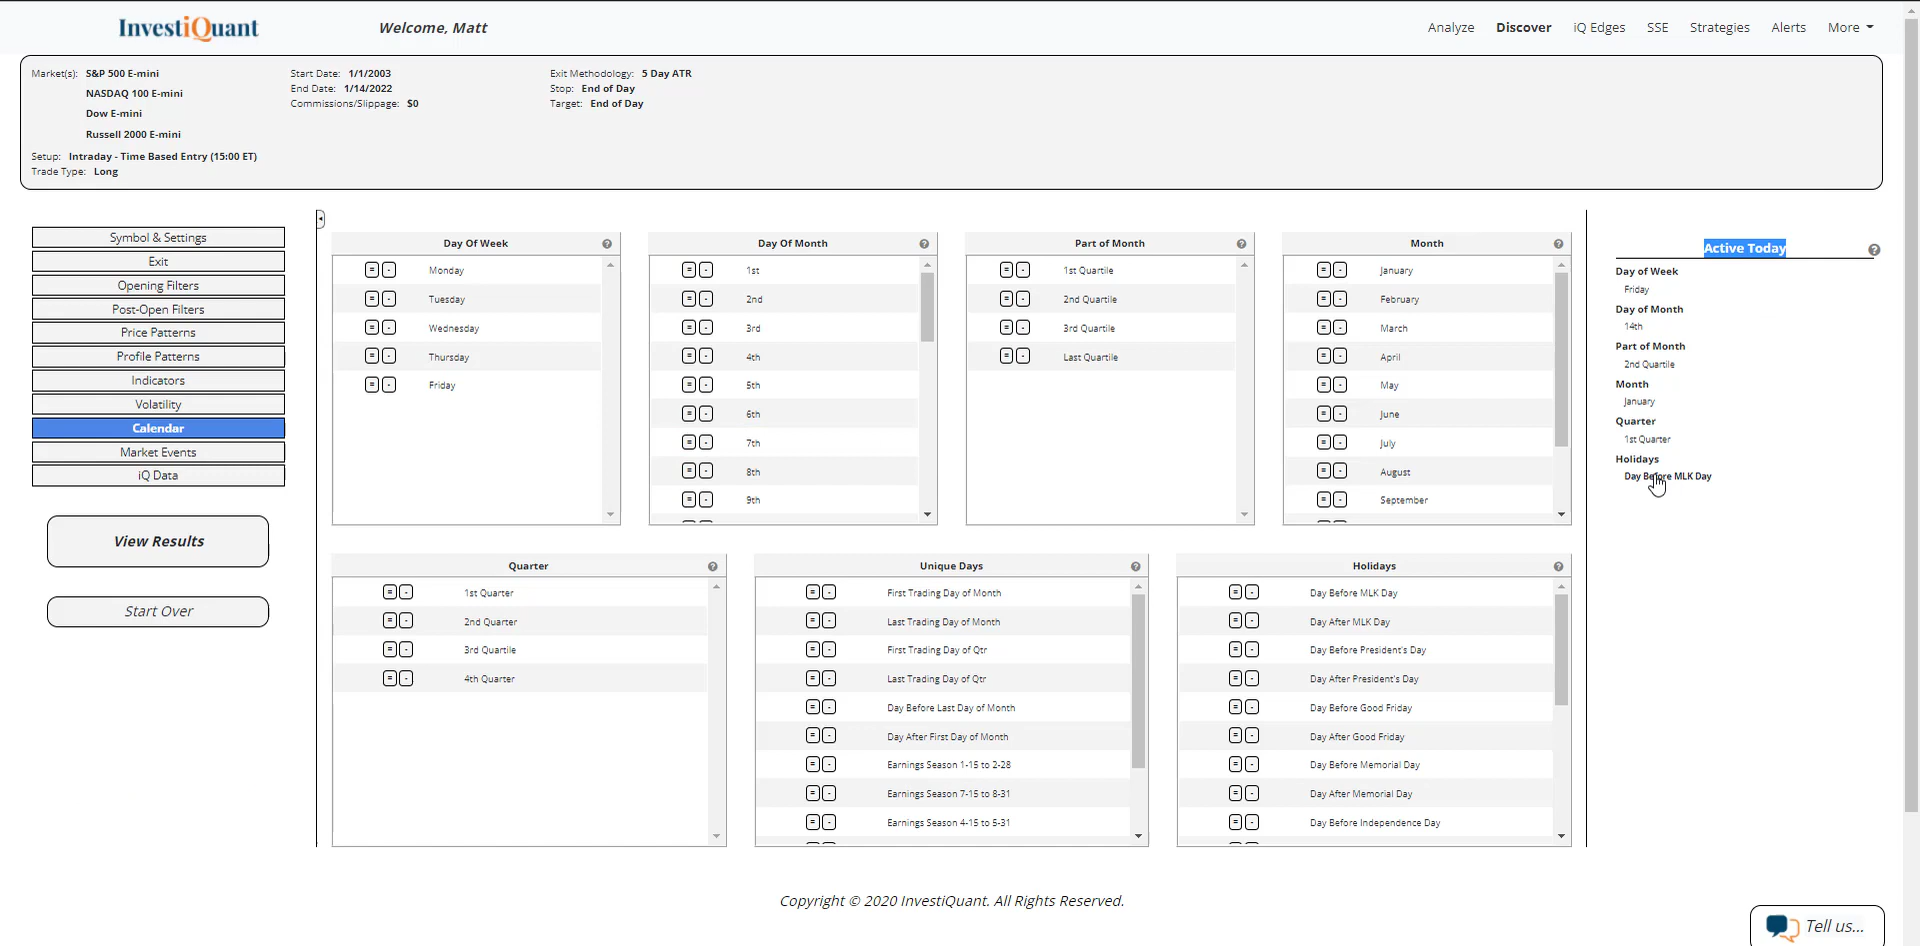 InvestiQuant
Welcome, Matt
Analyze
Discover
iQ Edges
SSE
Strategies
Alerts
More
Market(s): S&P 500 E-mini
NASDAQ 100 E-mini
Dow E-mini
Russell 2000 E-mini
Setup: Intraday - Time Based Entry (15:00 ET)
Trade Type: Long
Start Date: 1/1/2003
End Date: 1/14/2022
Commissions/Slippage: $0
Exit Methodology: 5 Day ATR
Stop: End of Day
Target: End of Day
Symbol & Settings
Exit
Opening Filters
Post-Open Filters
Price Patterns
Profile Patterns
Indicators
Volatility
Calendar
Market Events
iQ Data
View Results
Start Over
Day Of Week
= - Monday
= - Tuesday
= - Wednesday
= - Thursday
= - Friday
Day Of Month
= - 1st
= - 2nd
= - 3rd
= - 4th
= - 5th
= - 6th
= - 7th
= - 8th
= - 9th
Part of Month
= - 1st Quartile
= - 2nd Quartile
= - 3rd Quartile
= - Last Quartile
Month
= - January
= - February
= - March
= - April
= - May
= - June
= - July
= - August
= - September
Quarter
= - 1st Quarter
= - 2nd Quarter
= - 3rd Quartile
= - 4th Quarter
Unique Days
= - First Trading Day of Month
= - Last Trading Day of Month
= - First Trading Day of Qtr
= - Last Trading Day of Qtr
= - Day Before Last Day of Month
= - Day After First Day of Month
= - Earnings Season 1-15 to 2-28
= - Earnings Season 7-15 to 8-31
= - Earnings Season 4-15 to 5-31
Holidays
= - Day Before MLK Day
= - Day After MLK Day
= - Day Before President's Day
= - Day After President's Day
= - Day Before Good Friday
= - Day After Good Friday
= - Day Before Memorial Day
= - Day After Memorial Day
= - Day Before Independence Day
Active Today
Day of Week
Friday
Day of Month
14th
Part of Month
2nd Quartile
Month
January
Quarter
1st Quarter
Holidays
Day Before MLK Day
Copyright © 2020 InvestiQuant. All Rights Reserved.
Tell us...